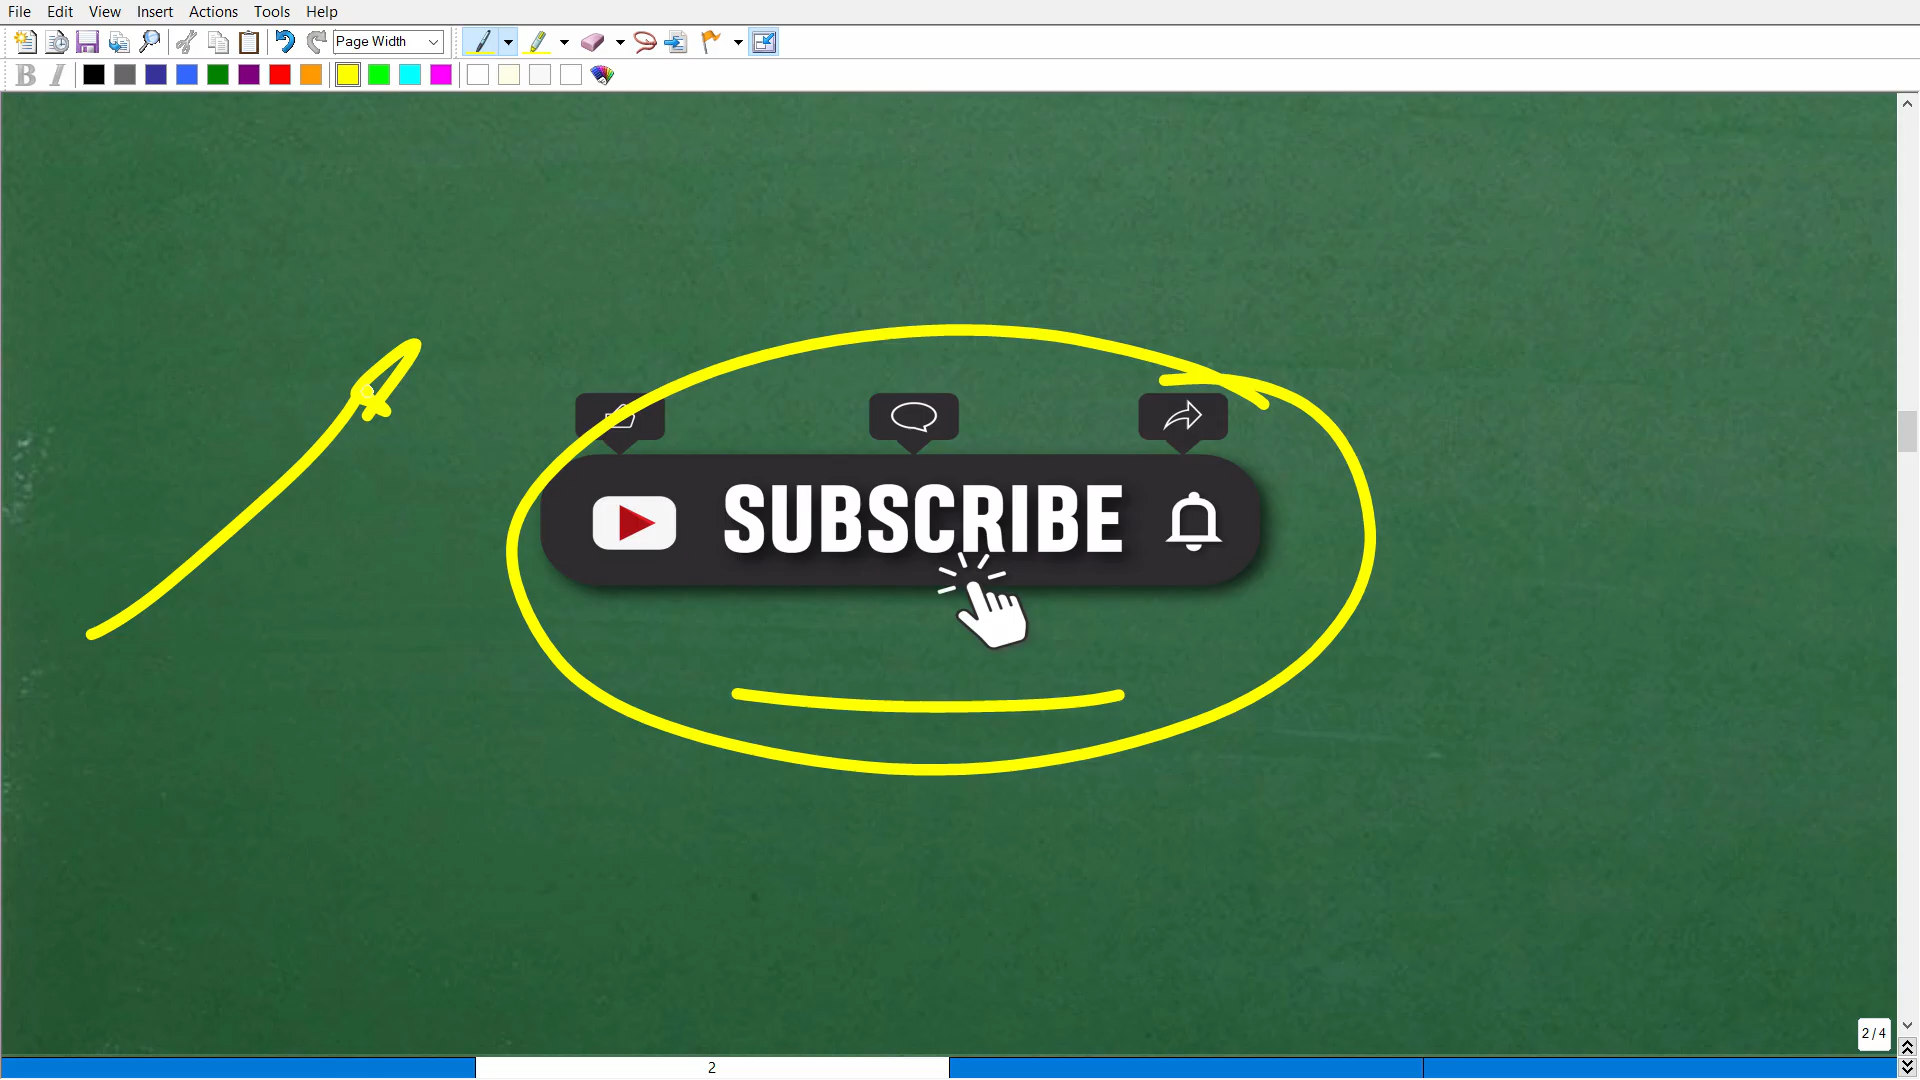 File Edit View Insert Actions Tools Help
Page Width
B I
SUBSCRIBE
2 / 4
2